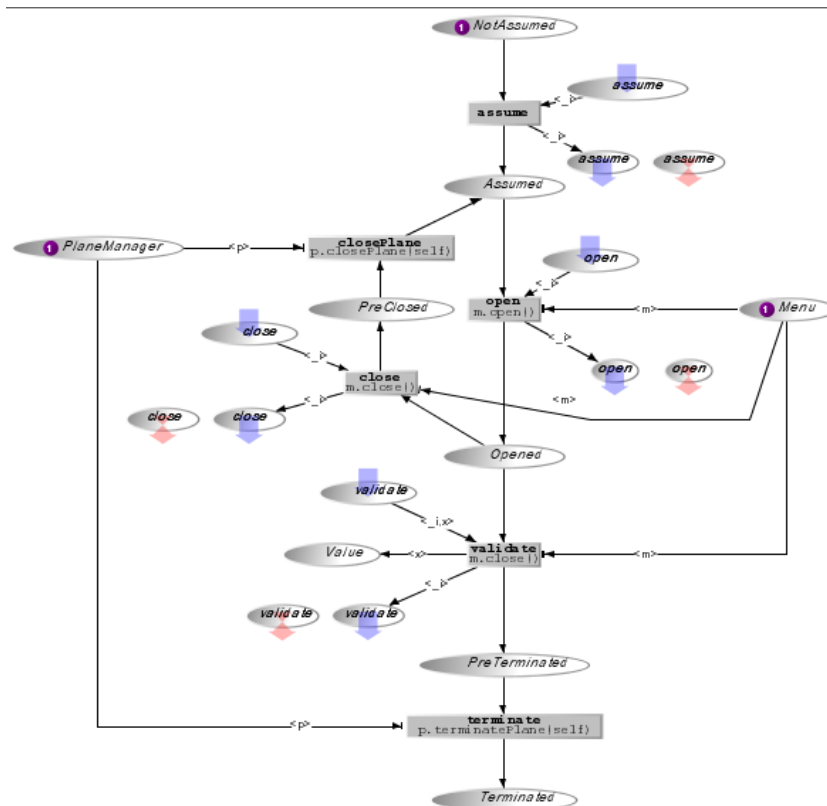 1 NotAssumed
assume
<_i>
assume
<_i>
assume
assume
Assumed
1 PlaneManager
<p>
closePlane
p.closePlane(self)
open
<_i>
PreClosed
open
m.open()
<m>
1 Menu
close
<_i>
<_i>
open
open
close
m.close()
<_i>
<m>
close
close
Opened
validate
<_i,x>
Value
<x>
validate
m.close()
<m>
<_i>
validate
validate
PreTerminated
<p>
terminate
p.terminatePlane(self)
Terminated